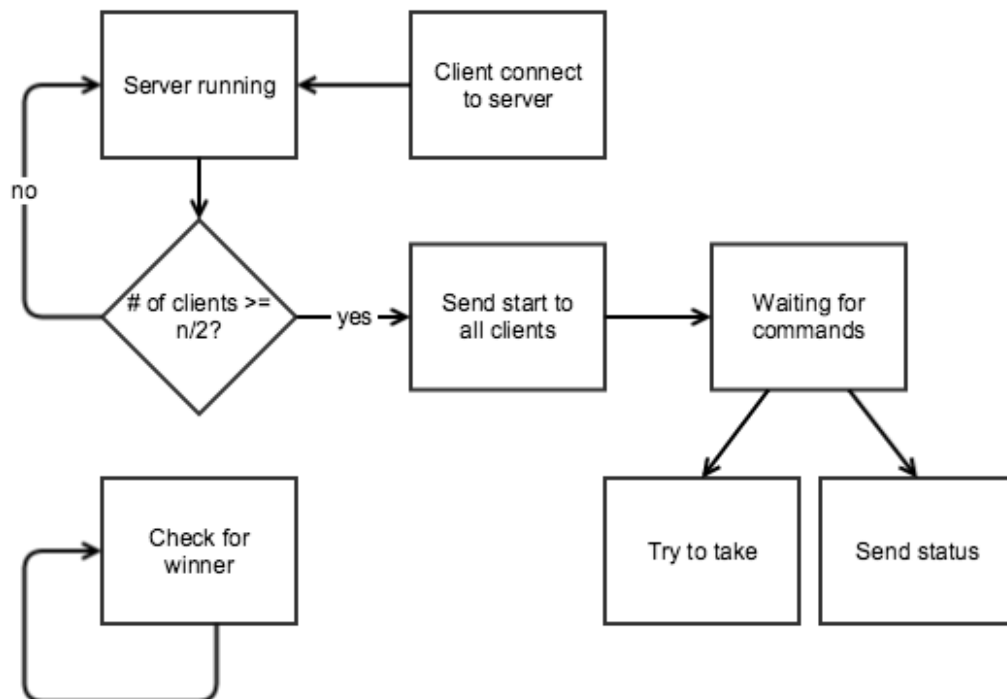 Server running
Client connect
to server
no
# of clients >=
n/2?
yes
Send start to
all clients
Waiting for
commands
Check for
winner
Try to take
Send status